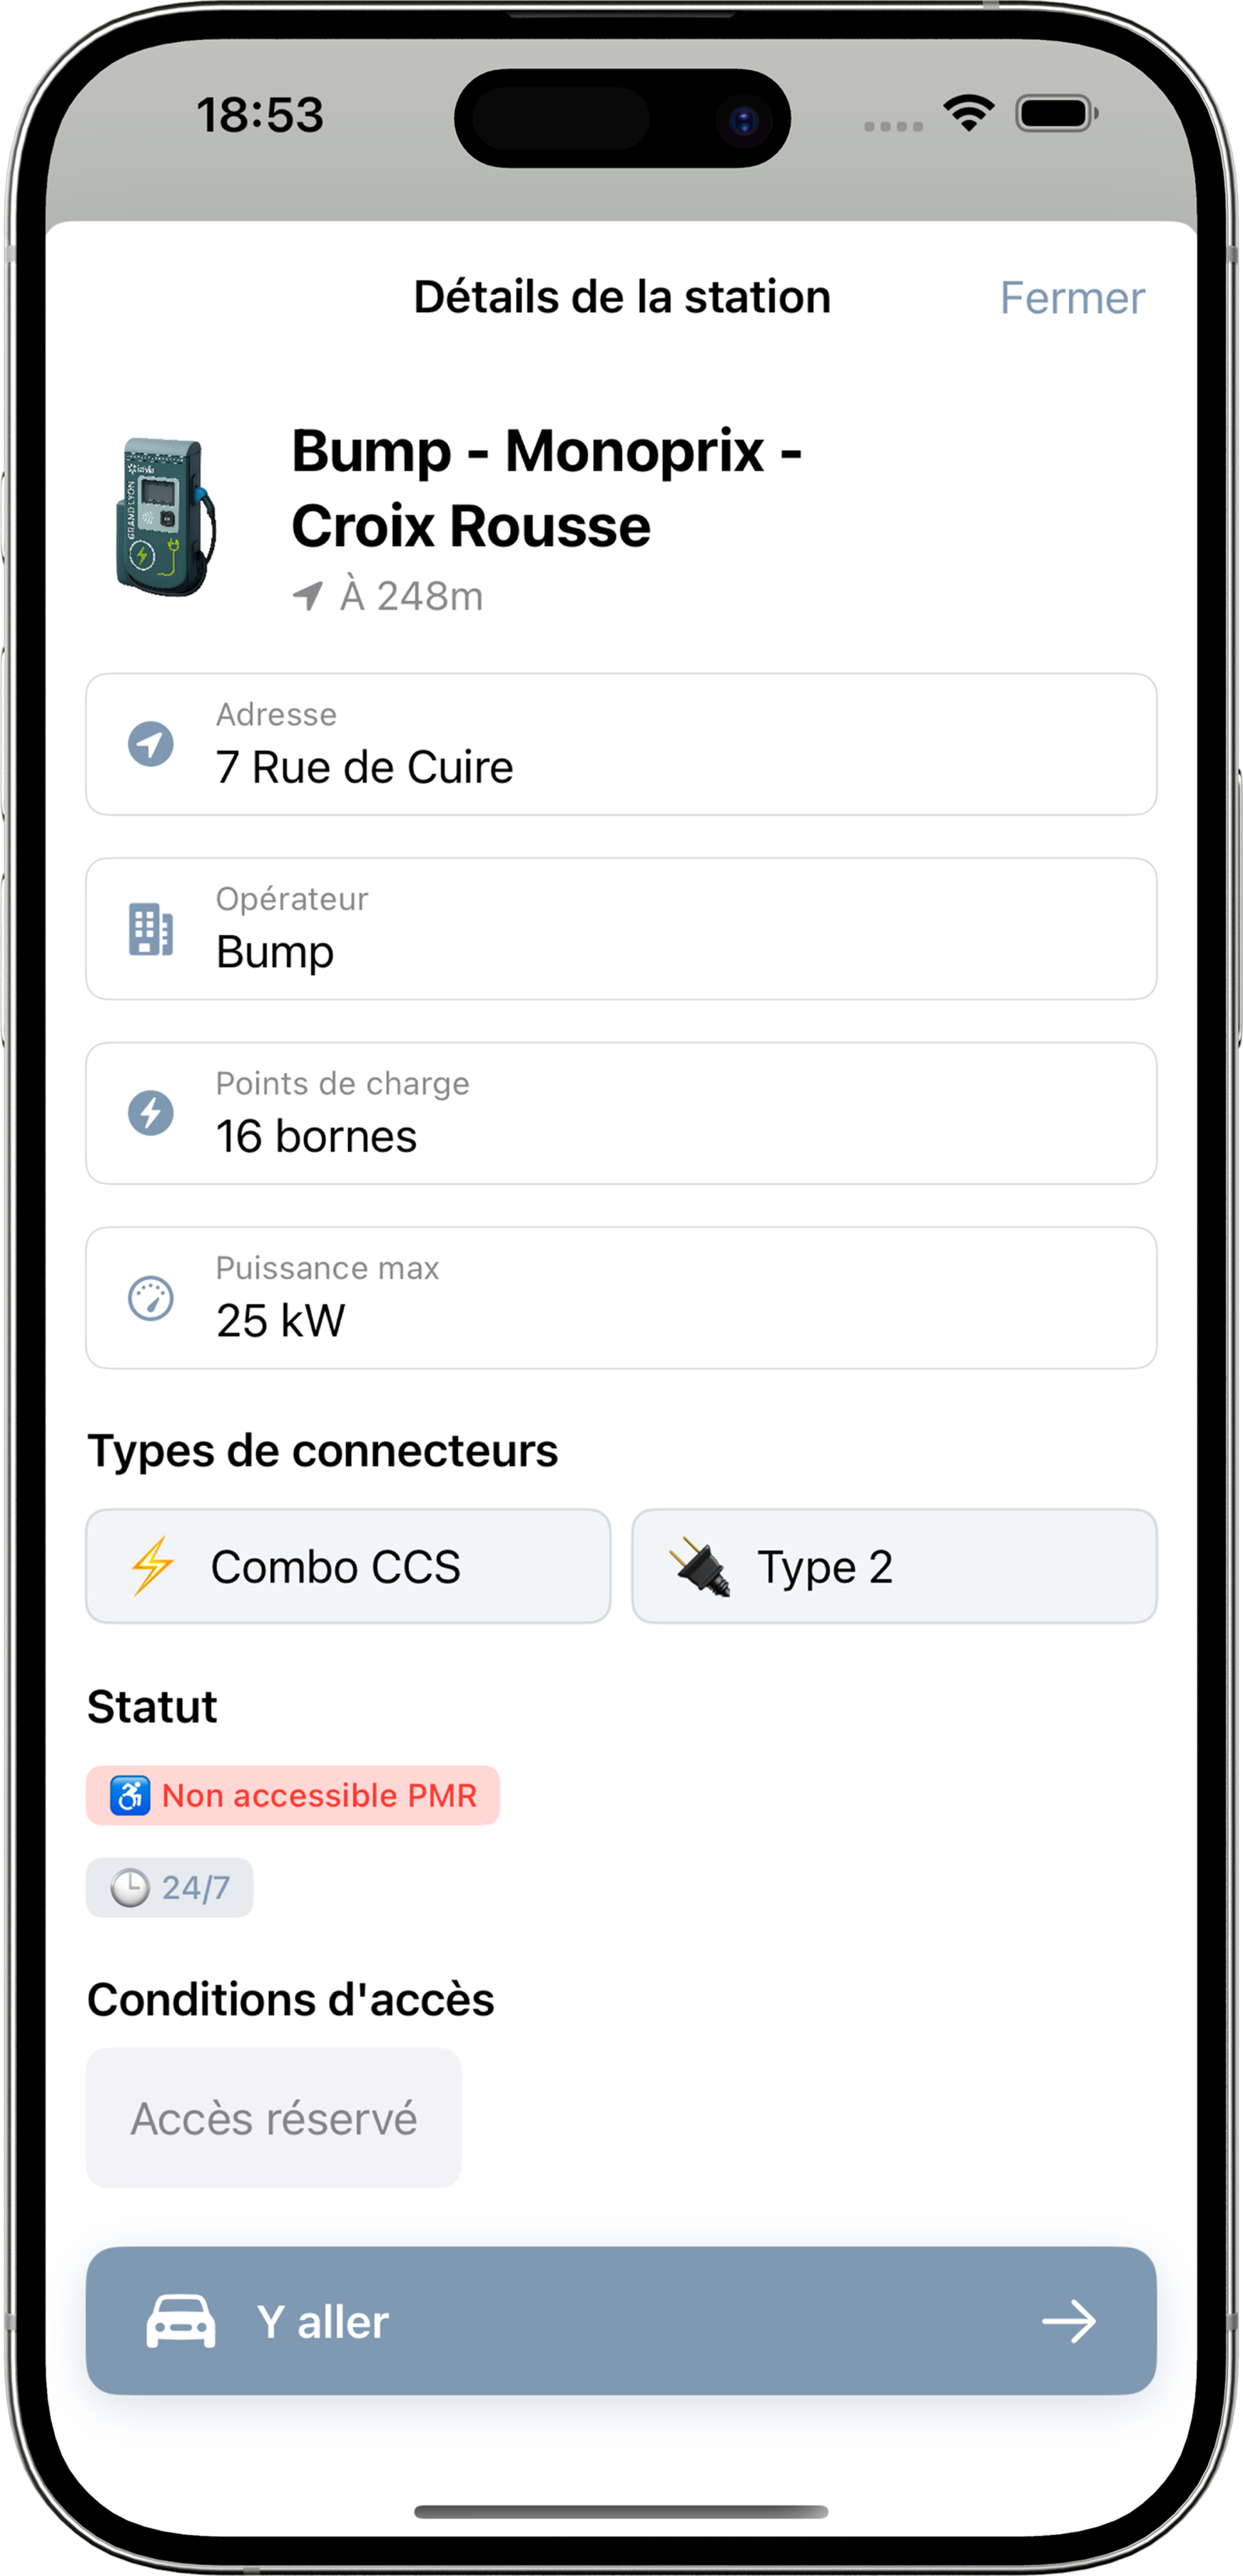 18:53
Détails de la station
Fermer
GRAND LYON
Bump - Monoprix -
Croix Rousse
À 248m
Adresse
7 Rue de Cuire
Opérateur
Bump
Points de charge
16 bornes
Puissance max
25 kW
Types de connecteurs
Combo CCS
Type 2
Statut
Non accessible PMR
24/7
Conditions d'accès
Accès réservé
Y aller